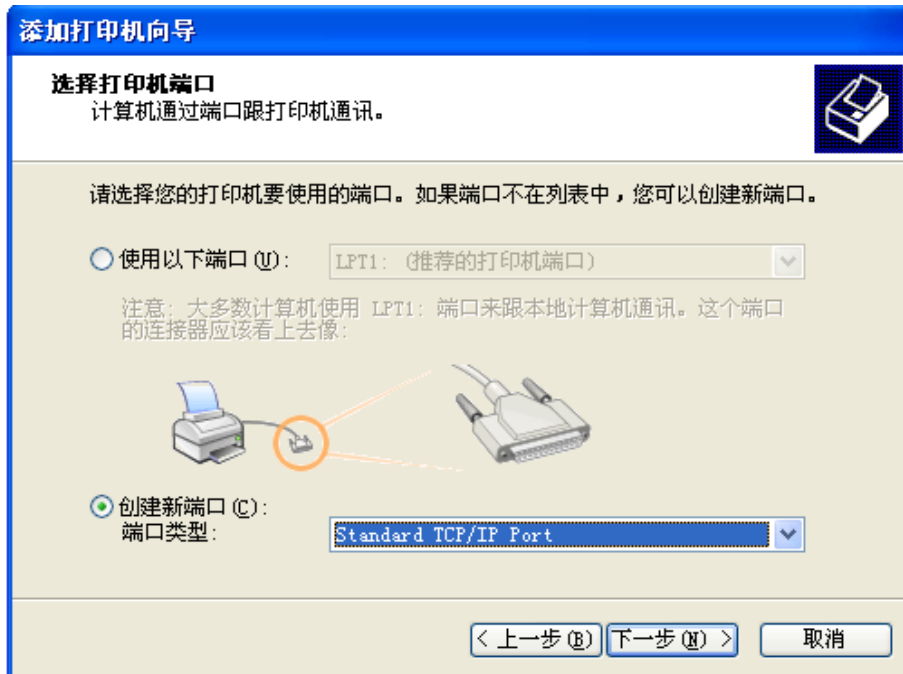 添加打印机向导
选择打印机端口
计算机通过端口跟打印机通讯。
请选择您的打印机要使用的端口。如果端口不在列表中，您可以创建新端口。
使用以下端口(U):
LPT1: (推荐的打印机端口)
注意: 大多数计算机使用 LPT1: 端口来跟本地计算机通讯。这个端口
的连接器应该看上去像:
创建新端口(C):
端口类型:
Standard TCP/IP Port
< 上一步(B)
下一步(N) >
取消